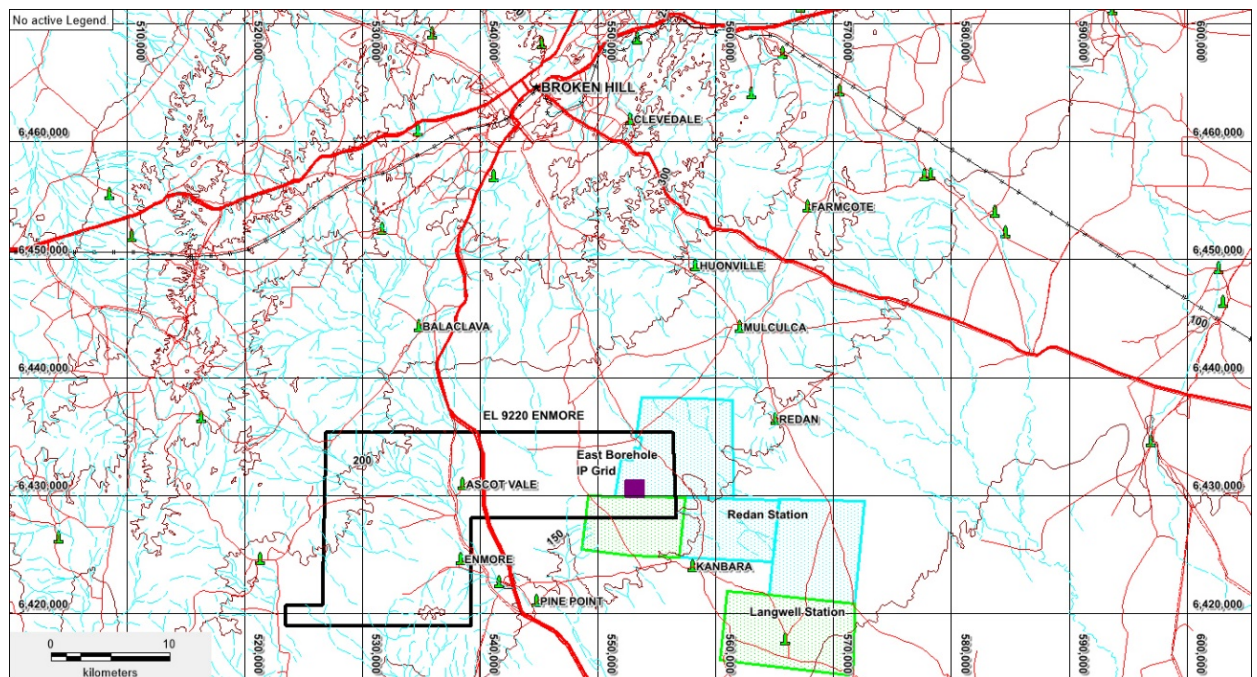 No active Legend.
510,000
520,000
530,000
540,000
550,000
560,000
570,000
580,000
590,000
600,000
BROKEN HILL
CLEVEDALE
6,460,000
6,460,000
300
FARMCOTE
6,450,000
6,450,000
HUONVILLE
100
BALACLAVA
MULCULCA
6,440,000
6,440,000
EL 9220 ENMORE
REDAN
200
East Borehole
IP Grid
ASCOT VALE
6,430,000
6,430,000
Redan Station
150
ENMORE
KANBARA
PINE POINT
6,420,000
6,420,000
Langwell Station
0 10
kilometers
520,000
530,000
540,000
550,000
560,000
570,000
580,000
590,000
600,000